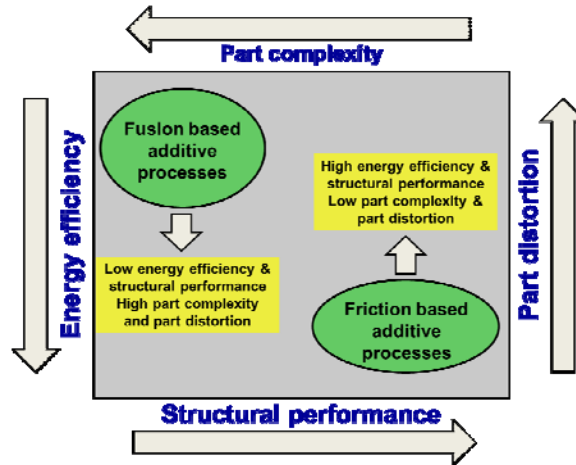 Part complexity
Energy efficiency
Fusion based
additive
processes
Low energy efficiency &
structural performance
High part complexity
and part distortion
High energy efficiency &
structural performance
Low part complexity &
part distortion
Friction based
additive
processes
Part distortion
Structural performance